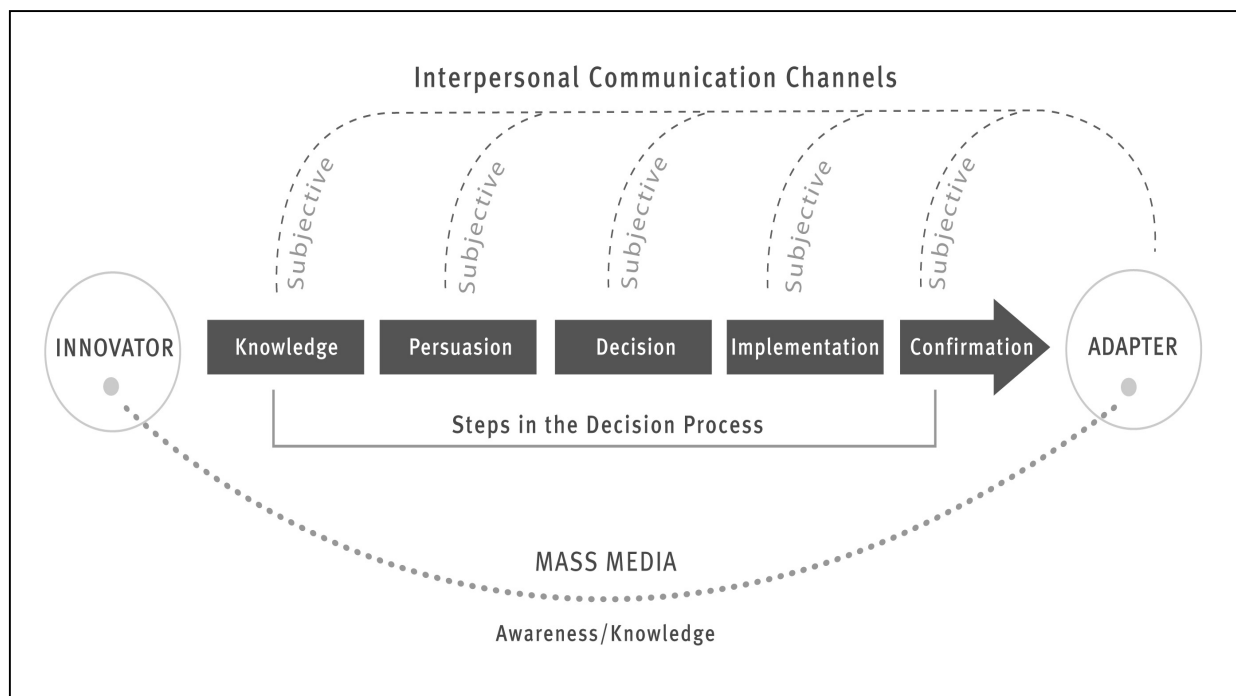 Interpersonal Communication Channels
Subjective
Subjective
Subjective
Subjective
Subjective
INNOVATOR
Knowledge
Persuasion
Decision
Implementation
Confirmation
ADAPTER
Steps in the Decision Process
MASS MEDIA
Awareness/Knowledge